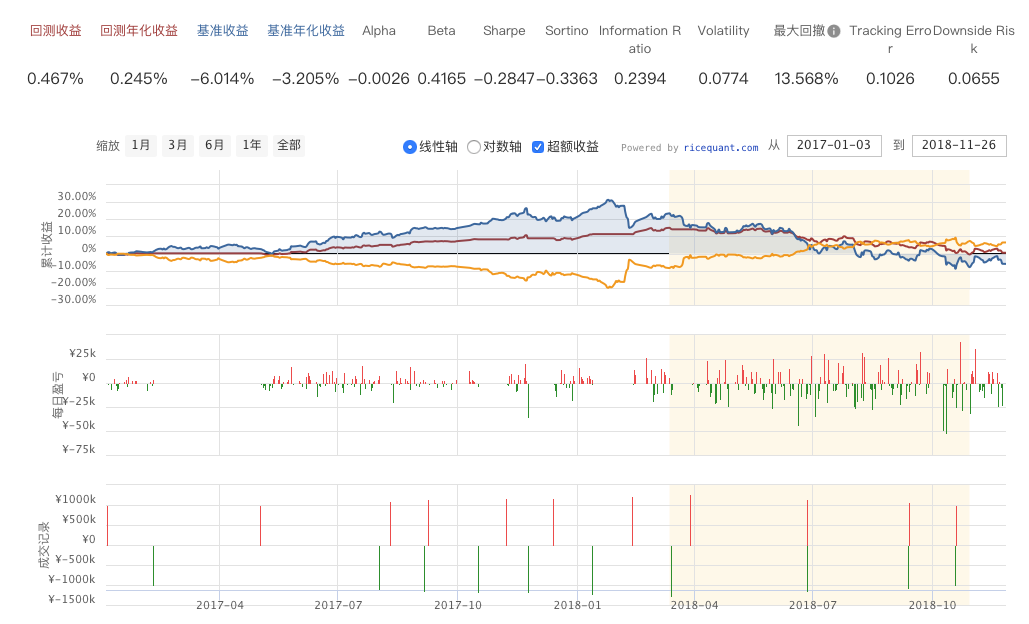 回测收益 回测年化收益 基准收益 基准年化收益 Alpha Beta Sharpe Sortino Information R Volatility 最大回撤 i Tracking Erro Downside Ris
atio r k
0.467% 0.245% −6.014% −3.205% −0.0026 0.4165 −0.2847 −0.3363 0.2394 0.0774 13.568% 0.1026 0.0655
缩放 1月 3月 6月 1年 全部 线性轴 对数轴 超额收益 Powered by ricequant.com 从 2017-01-03 到 2018-11-26
累计收益
30.00%
20.00%
10.00%
0%
−10.00%
−20.00%
−30.00%
每日盈亏
¥25k
¥0
¥−25k
¥−50k
¥−75k
成交记录
¥1000k
¥500k
¥0
¥−500k
¥−1000k
¥−1500k
2017-04 2017-07 2017-10 2018-01 2018-04 2018-07 2018-10